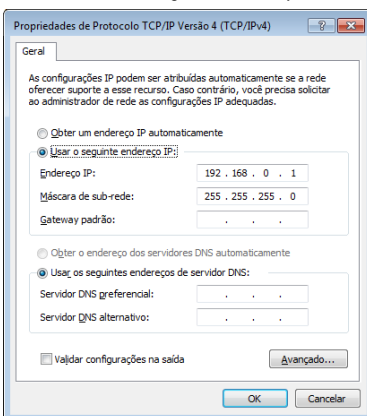 Propriedades de Protocolo TCP/IP Versão 4 (TCP/IPv4)
Geral
As configurações IP podem ser atribuídas automaticamente se a rede
oferecer suporte a esse recurso. Caso contrário, você precisa solicitar
ao administrador de rede as configurações IP adequadas.
Obter um endereço IP automaticamente
Usar o seguinte endereço IP:
Endereço IP: 192 . 168 . 0 . 1
Máscara de sub-rede: 255 . 255 . 255 . 0
Gateway padrão: . . .
Obter o endereço dos servidores DNS automaticamente
Usar os seguintes endereços de servidor DNS:
Servidor DNS preferencial: . . .
Servidor DNS alternativo: . . .
Validar configurações na saída
Avançado...
OK Cancelar